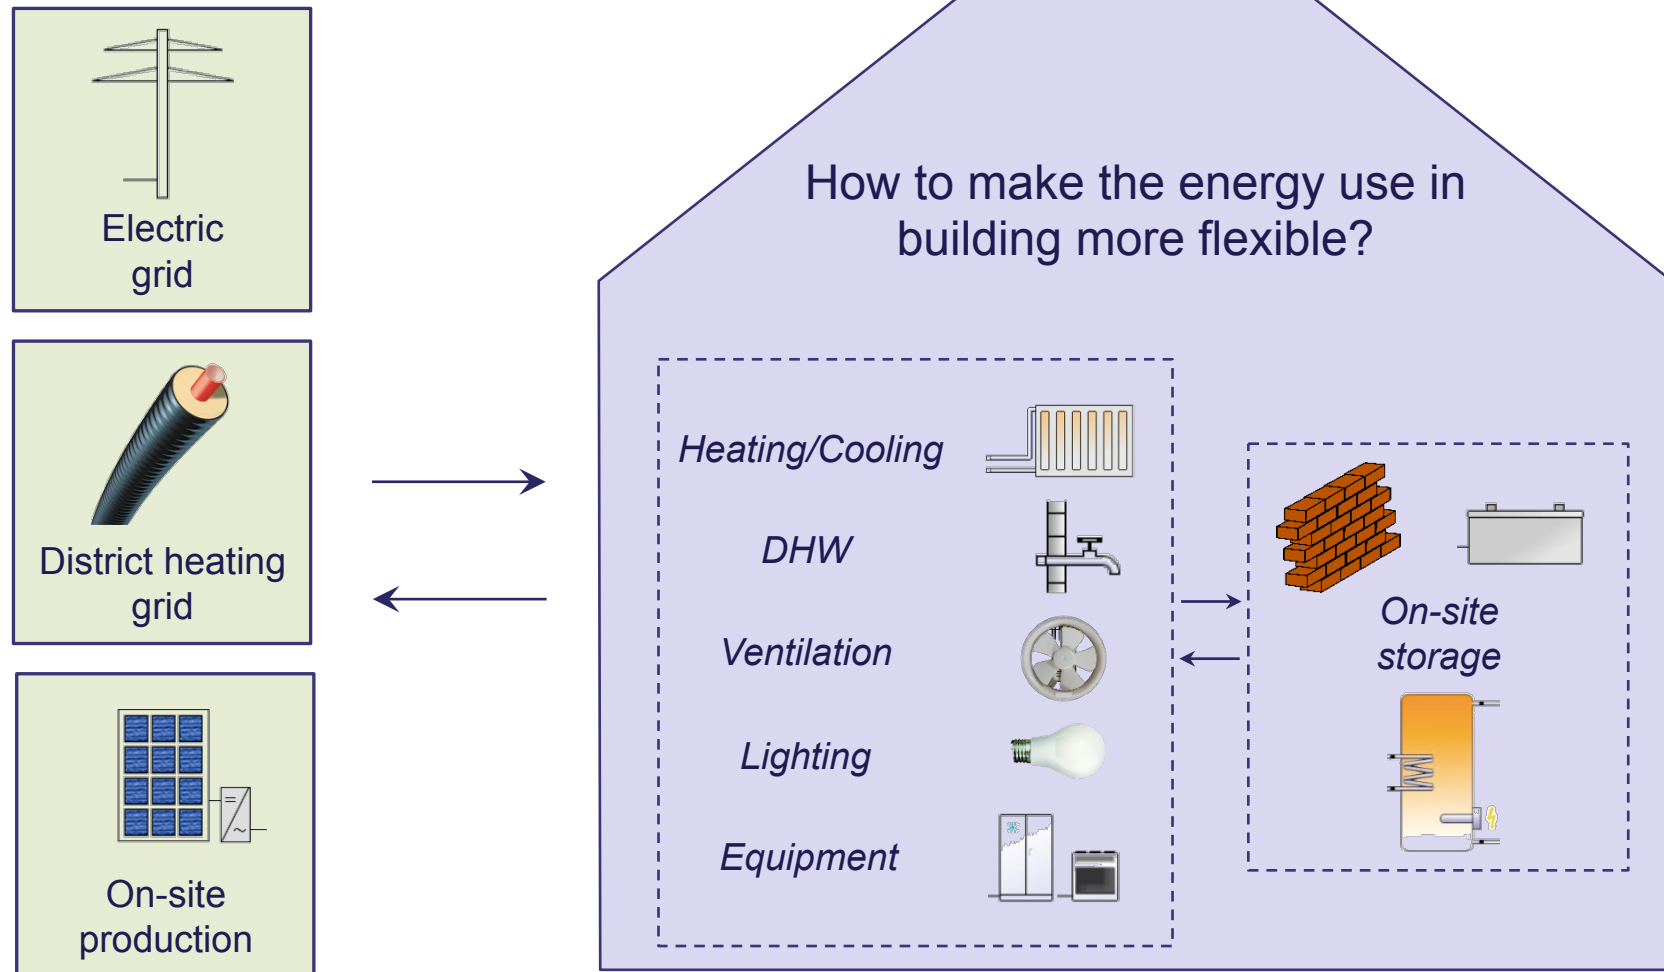 Electric
grid
District heating
grid
On-site
production
How to make the energy use in
building more flexible?
Heating/Cooling
DHW
Ventilation
Lighting
Equipment
On-site
storage